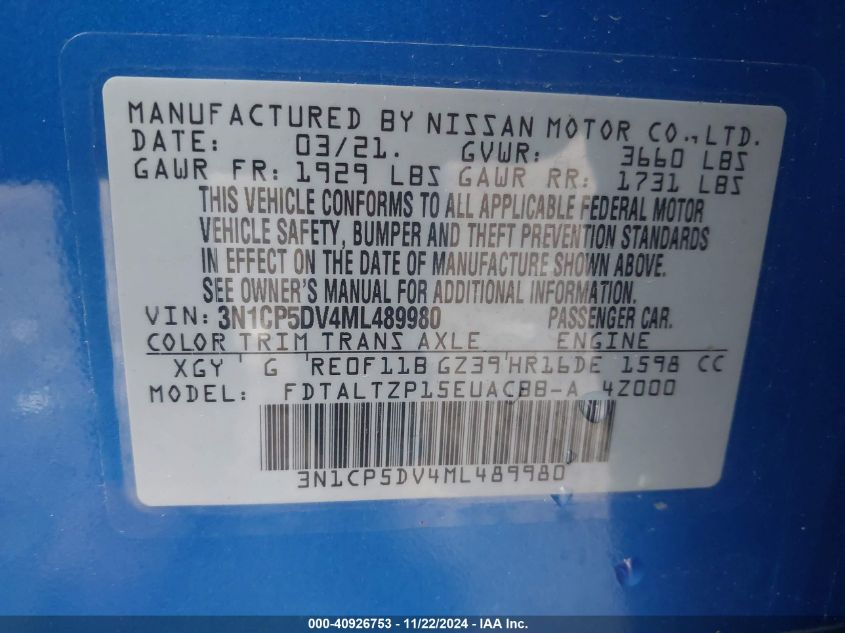 MANUFACTURED BY NISSAN MOTOR CO., LTD.
DATE: 03/21. GVWR: 3660 LBS
GAWR FR: 1929 LBS GAWR RR: 1731 LBS
THIS VEHICLE CONFORMS TO ALL APPLICABLE FEDERAL MOTOR
VEHICLE SAFETY, BUMPER AND THEFT PREVENTION STANDARDS
IN EFFECT ON THE DATE OF MANUFACTURE SHOWN ABOVE.
SEE OWNER'S MANUAL FOR ADDITIONAL INFORMATION.
VIN: 3N1CP5DV4ML489980 PASSENGER CAR.
COLOR TRIM TRANS AXLE ENGINE
XGY G RE0F11B GZ39 HR16DE 1598 CC
MODEL: FDTALTZP15EUACBB-A 4Z000
3N1CP5DV4ML489980
000-40926753 - 11/22/2024 - IAA Inc.